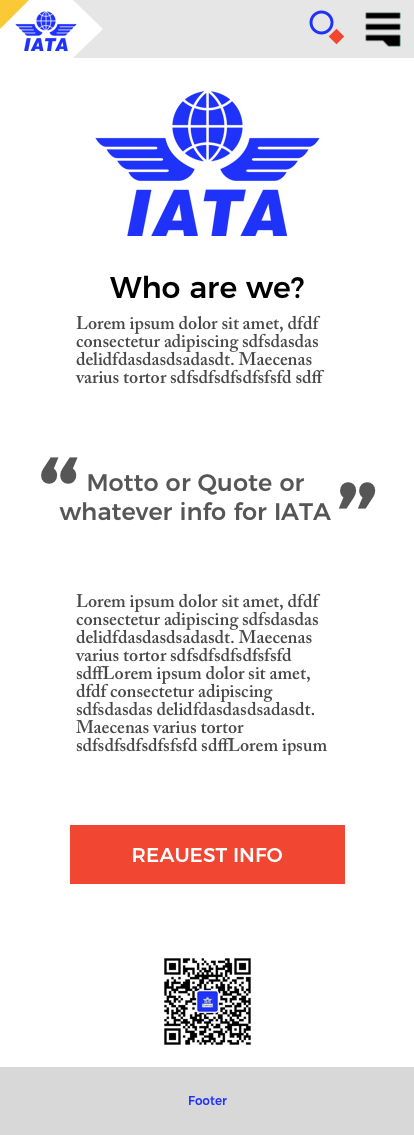 IATA
IATA
Who are we?
Lorem ipsum dolor sit amet, dfdf
consectetur adipiscing sdfsdasdas
delidfdasdasdsadasdt. Maecenas
varius tortor sdfsdfsdfsdfsfsfd sdff
“ Motto or Quote or
whatever info for IATA ”
Lorem ipsum dolor sit amet, dfdf
consectetur adipiscing sdfsdasdas
delidfdasdasdsadasdt. Maecenas
varius tortor sdfsdfsdfsdfsfsfd
sdffLorem ipsum dolor sit amet,
dfdf consectetur adipiscing
sdfsdasdas delidfdasdasdsadasdt.
Maecenas varius tortor
sdfsdfsdfsdfsfsfd sdffLorem ipsum
REAUEST INFO
Footer